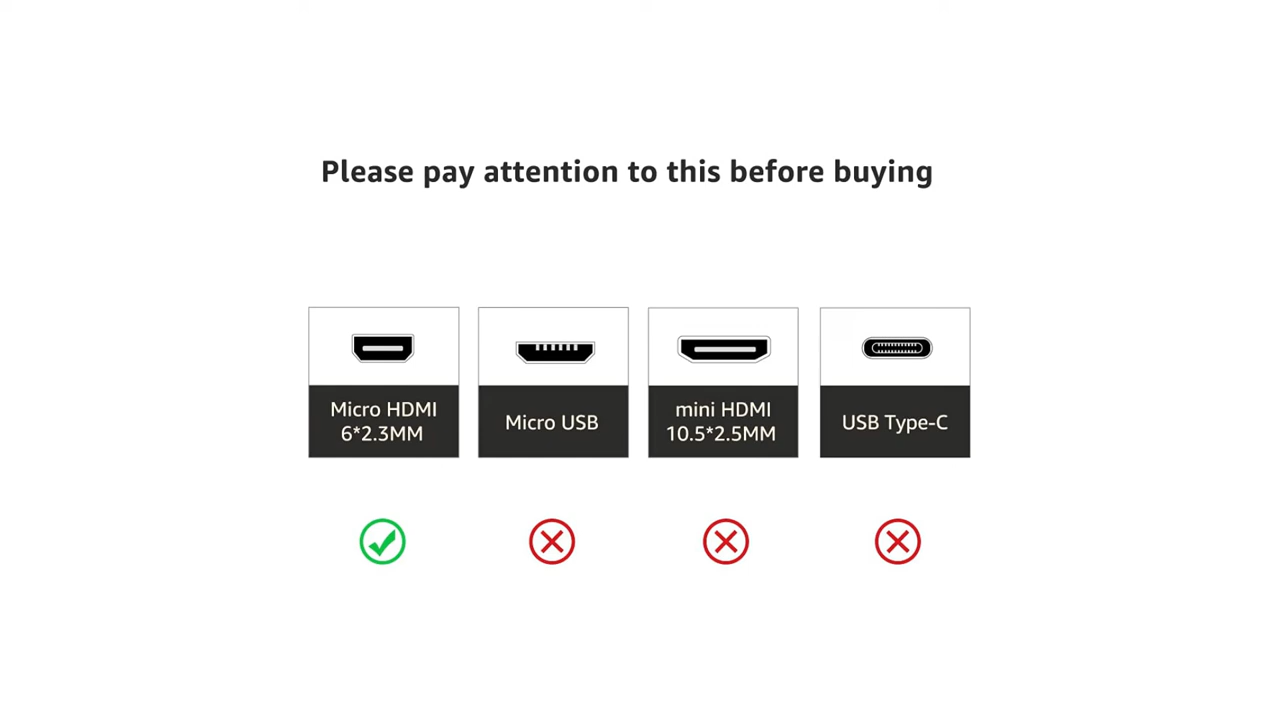 Please pay attention to this before buying
Micro HDMI
6*2.3MM
Micro USB
mini HDMI
10.5*2.5MM
USB Type-C